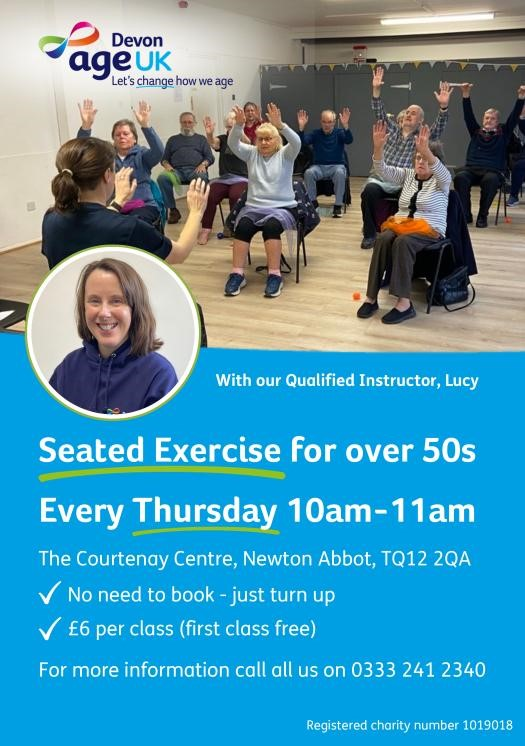 Devon
age UK
Let's change how we age
With our Qualified Instructor, Lucy
Seated Exercise for over 50s
Every Thursday 10am-11am
The Courtenay Centre, Newton Abbot, TQ12 2QA
No need to book - just turn up
£6 per class (first class free)
For more information call all us on 0333 241 2340
Registered charity number 1019018